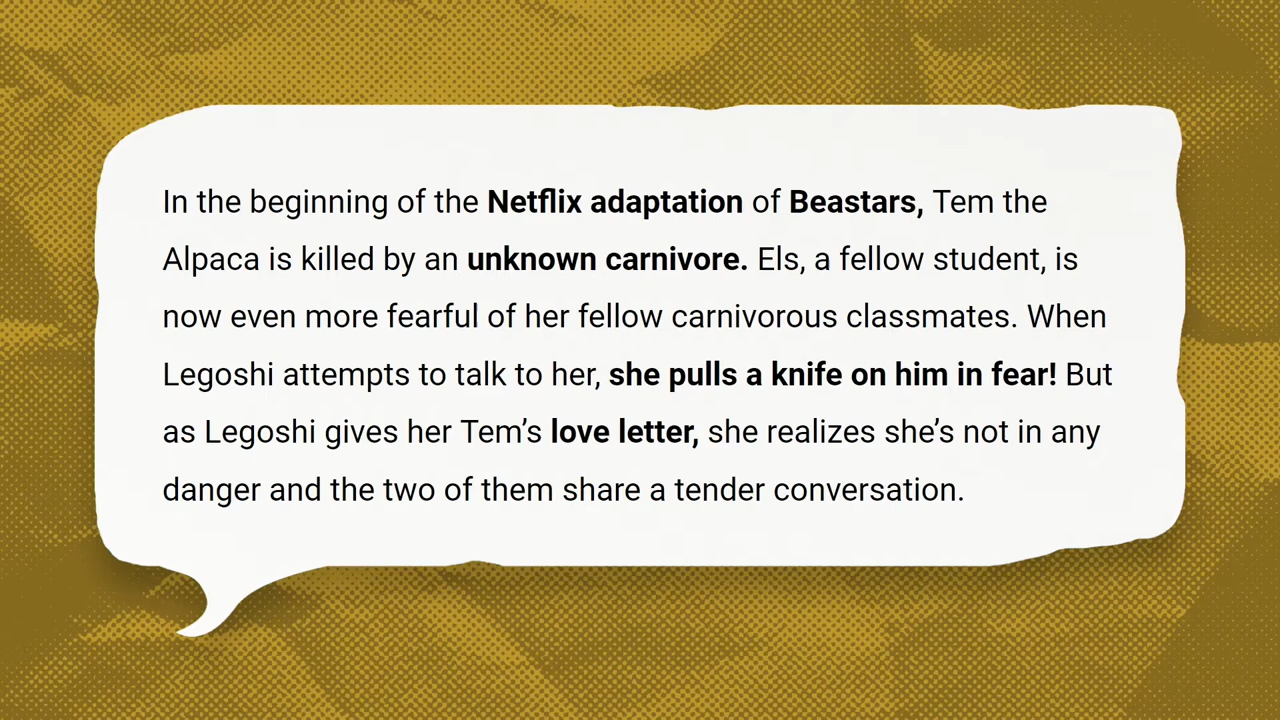 In the beginning of the Netflix adaptation of Beastars, Tem the
Alpaca is killed by an unknown carnivore. Els, a fellow student, is
now even more fearful of her fellow carnivorous classmates. When
Legoshi attempts to talk to her, she pulls a knife on him in fear! But
as Legoshi gives her Tem’s love letter, she realizes she’s not in any
danger and the two of them share a tender conversation.